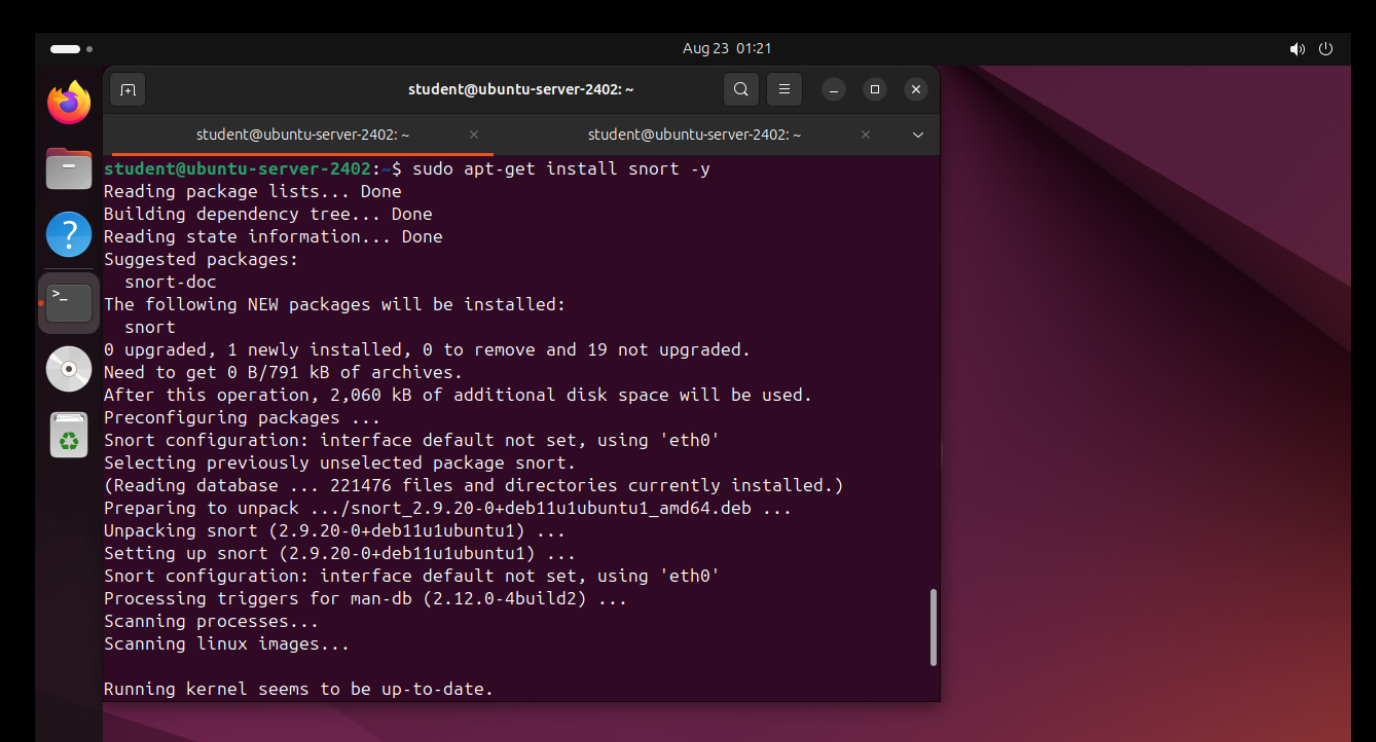 Aug 23 01:21
student@ubuntu-server-2402: ~
student@ubuntu-server-2402: ~
student@ubuntu-server-2402: ~
student@ubuntu-server-2402:~$ sudo apt-get install snort -y
Reading package lists... Done
Building dependency tree... Done
Reading state information... Done
Suggested packages:
  snort-doc
The following NEW packages will be installed:
  snort
0 upgraded, 1 newly installed, 0 to remove and 19 not upgraded.
Need to get 0 B/791 kB of archives.
After this operation, 2,060 kB of additional disk space will be used.
Preconfiguring packages ...
Snort configuration: interface default not set, using 'eth0'
Selecting previously unselected package snort.
(Reading database ... 221476 files and directories currently installed.)
Preparing to unpack .../snort_2.9.20-0+deb11u1ubuntu1_amd64.deb ...
Unpacking snort (2.9.20-0+deb11u1ubuntu1) ...
Setting up snort (2.9.20-0+deb11u1ubuntu1) ...
Snort configuration: interface default not set, using 'eth0'
Processing triggers for man-db (2.12.0-4build2) ...
Scanning processes...
Scanning linux images...
Running kernel seems to be up-to-date.